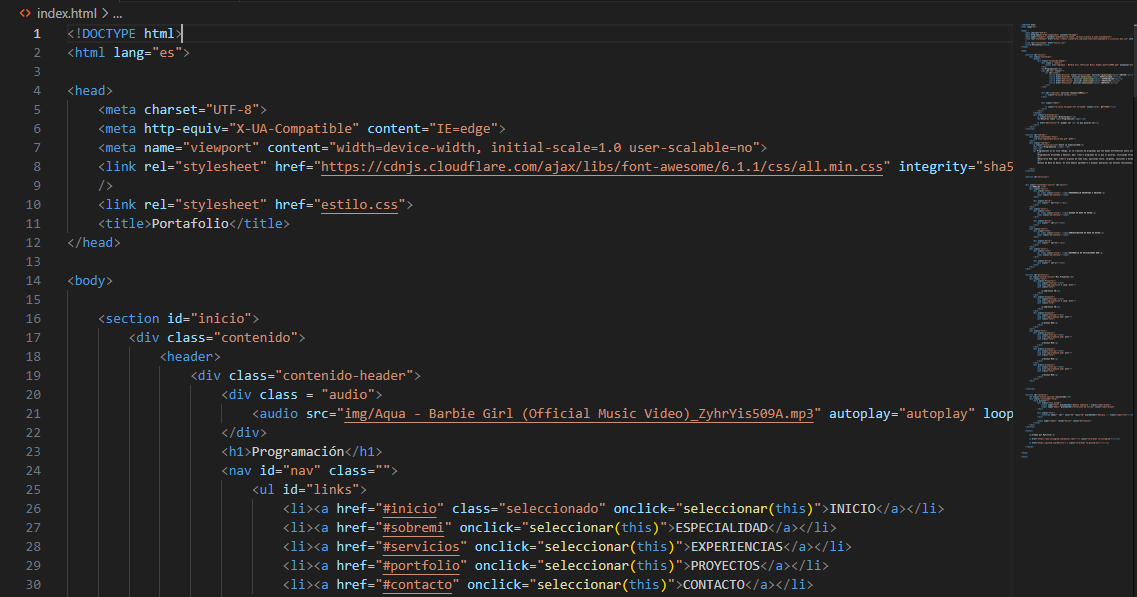 <> index.html > ...
1 <!DOCTYPE html>
2 <html lang="es">
3
4 <head>
5 <meta charset="UTF-8">
6 <meta http-equiv="X-UA-Compatible" content="IE=edge">
7 <meta name="viewport" content="width=device-width, initial-scale=1.0 user-scalable=no">
8 <link rel="stylesheet" href="https://cdnjs.cloudflare.com/ajax/libs/font-awesome/6.1.1/css/all.min.css" integrity="sha5
9 />
10 <link rel="stylesheet" href="estilo.css">
11 <title>Portafolio</title>
12 </head>
13
14 <body>
15
16 <section id="inicio">
17 <div class="contenido">
18 <header>
19 <div class="contenido-header">
20 <div class = "audio">
21 <audio src="img/Aqua - Barbie Girl (Official Music Video)_ZyhrYis509A.mp3" autoplay="autoplay" loop
22 </div>
23 <h1>Programación</h1>
24 <nav id="nav" class="">
25 <ul id="links">
26 <li><a href="#inicio" class="seleccionado" onclick="seleccionar(this)">INICIO</a></li>
27 <li><a href="#sobremi" onclick="seleccionar(this)">ESPECIALIDAD</a></li>
28 <li><a href="#servicios" onclick="seleccionar(this)">EXPERIENCIAS</a></li>
29 <li><a href="#portfolio" onclick="seleccionar(this)">PROYECTOS</a></li>
30 <li><a href="#contacto" onclick="seleccionar(this)">CONTACTO</a></li>